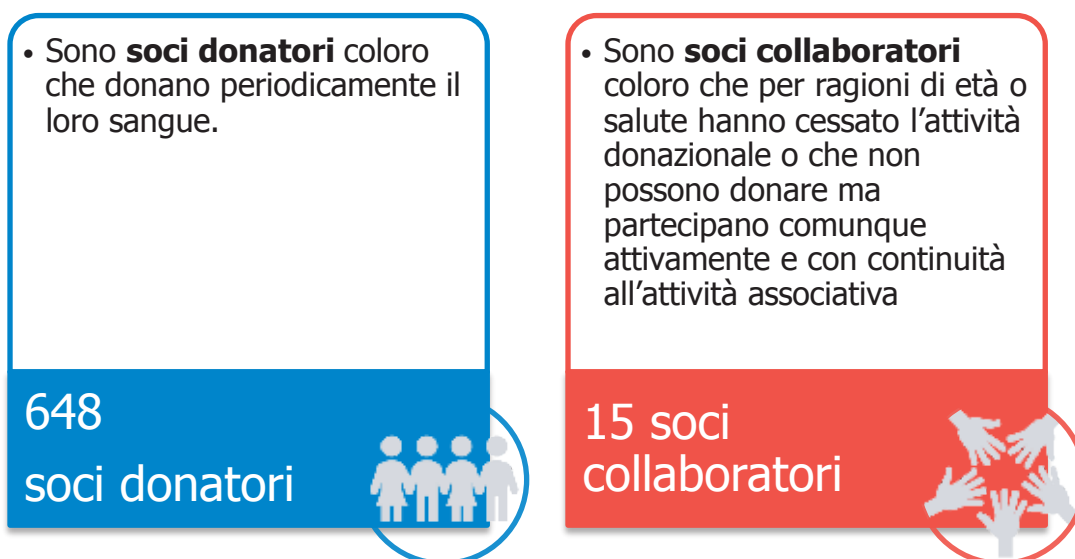 • Sono soci donatori coloro
che donano periodicamente il
loro sangue.
648
soci donatori
• Sono soci collaboratori
coloro che per ragioni di età o
salute hanno cessato l’attività
donazionale o che non
possono donare ma
partecipano comunque
attivamente e con continuità
all’attività associativa
15 soci
collaboratori